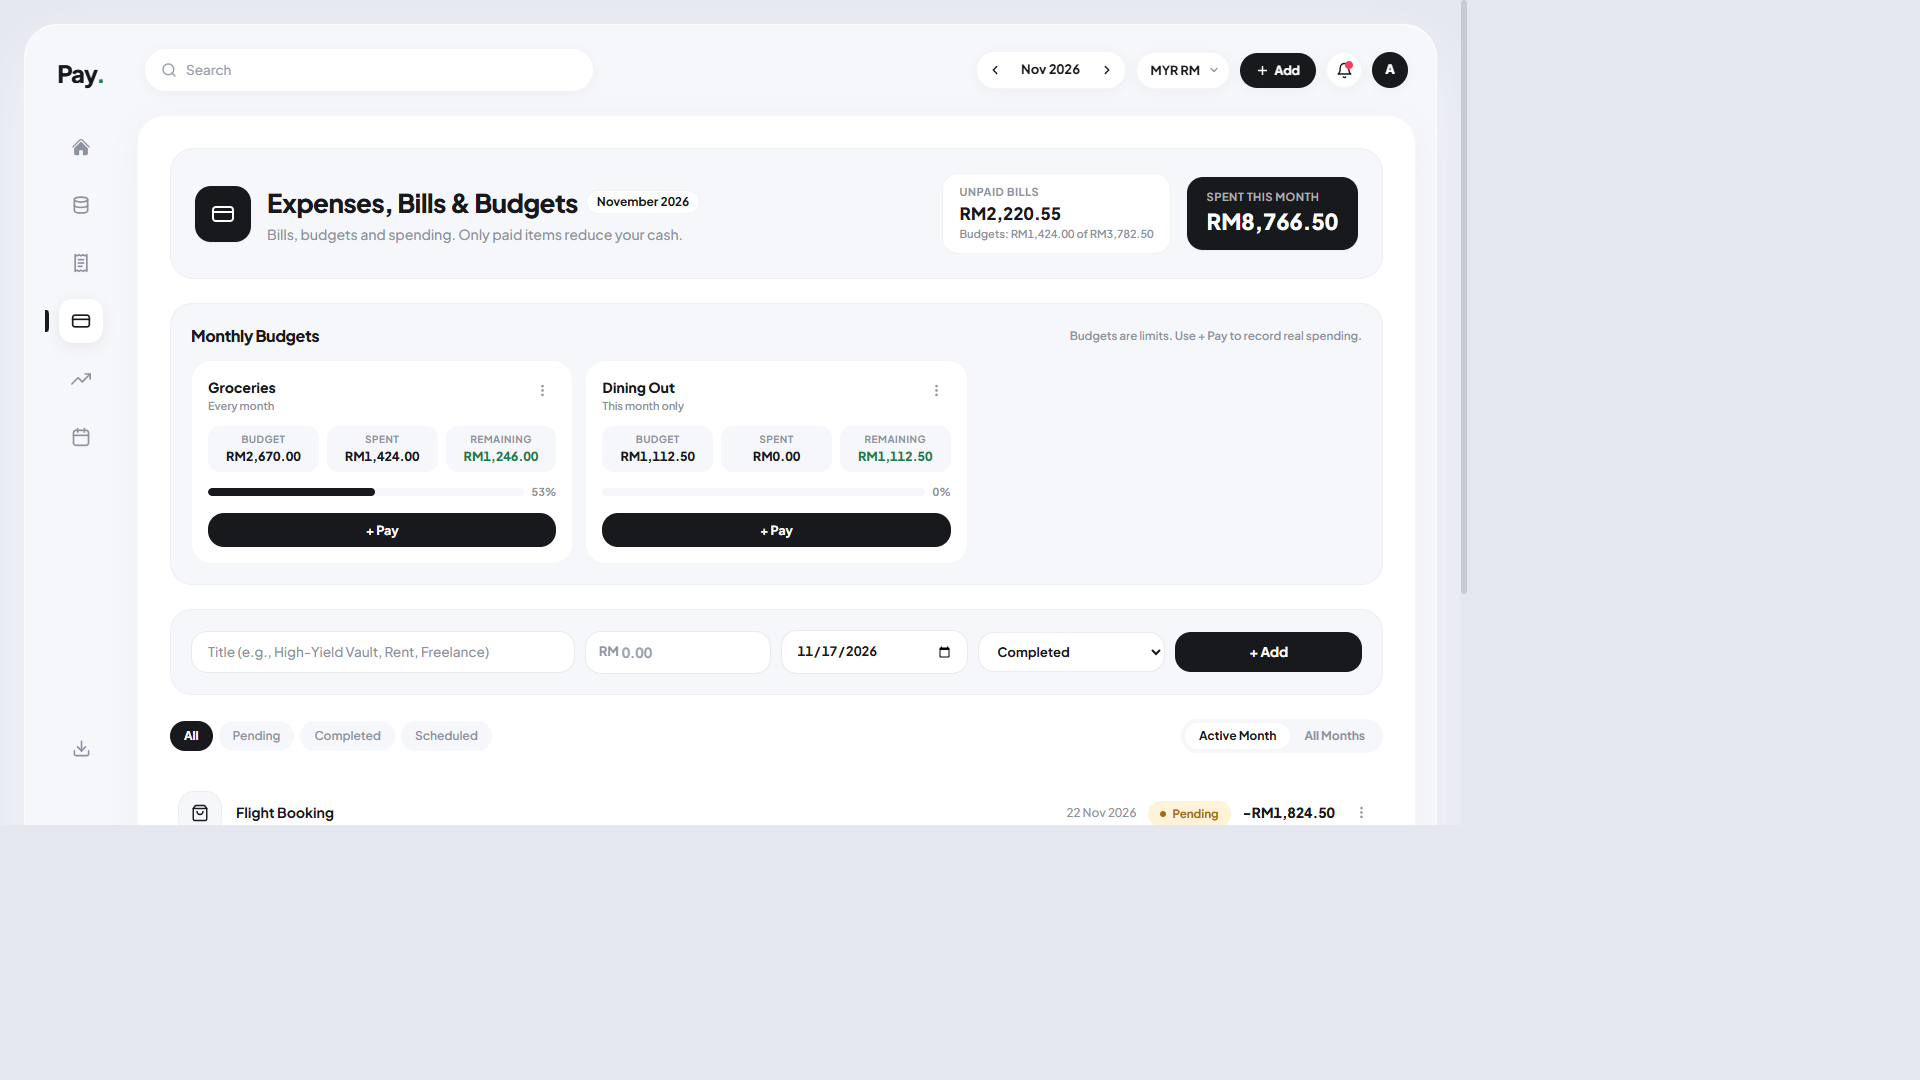 Pay.
Search
Nov 2026
MYR RM
+ Add
A
Expenses, Bills & Budgets
November 2026
Bills, budgets and spending. Only paid items reduce your cash.
UNPAID BILLS
RM2,220.55
Budgets: RM1,424.00 of RM3,782.50
SPENT THIS MONTH
RM8,766.50
Monthly Budgets
Budgets are limits. Use + Pay to record real spending.
Groceries
Every month
BUDGET
RM2,670.00
SPENT
RM1,424.00
REMAINING
RM1,246.00
53%
+ Pay
Dining Out
This month only
BUDGET
RM1,112.50
SPENT
RM0.00
REMAINING
RM1,112.50
0%
+ Pay
Title (e.g., High-Yield Vault, Rent, Freelance)
RM 0.00
11/17/2026
Completed
+ Add
All
Pending
Completed
Scheduled
Active Month
All Months
Flight Booking
22 Nov 2026
Pending
-RM1,824.50